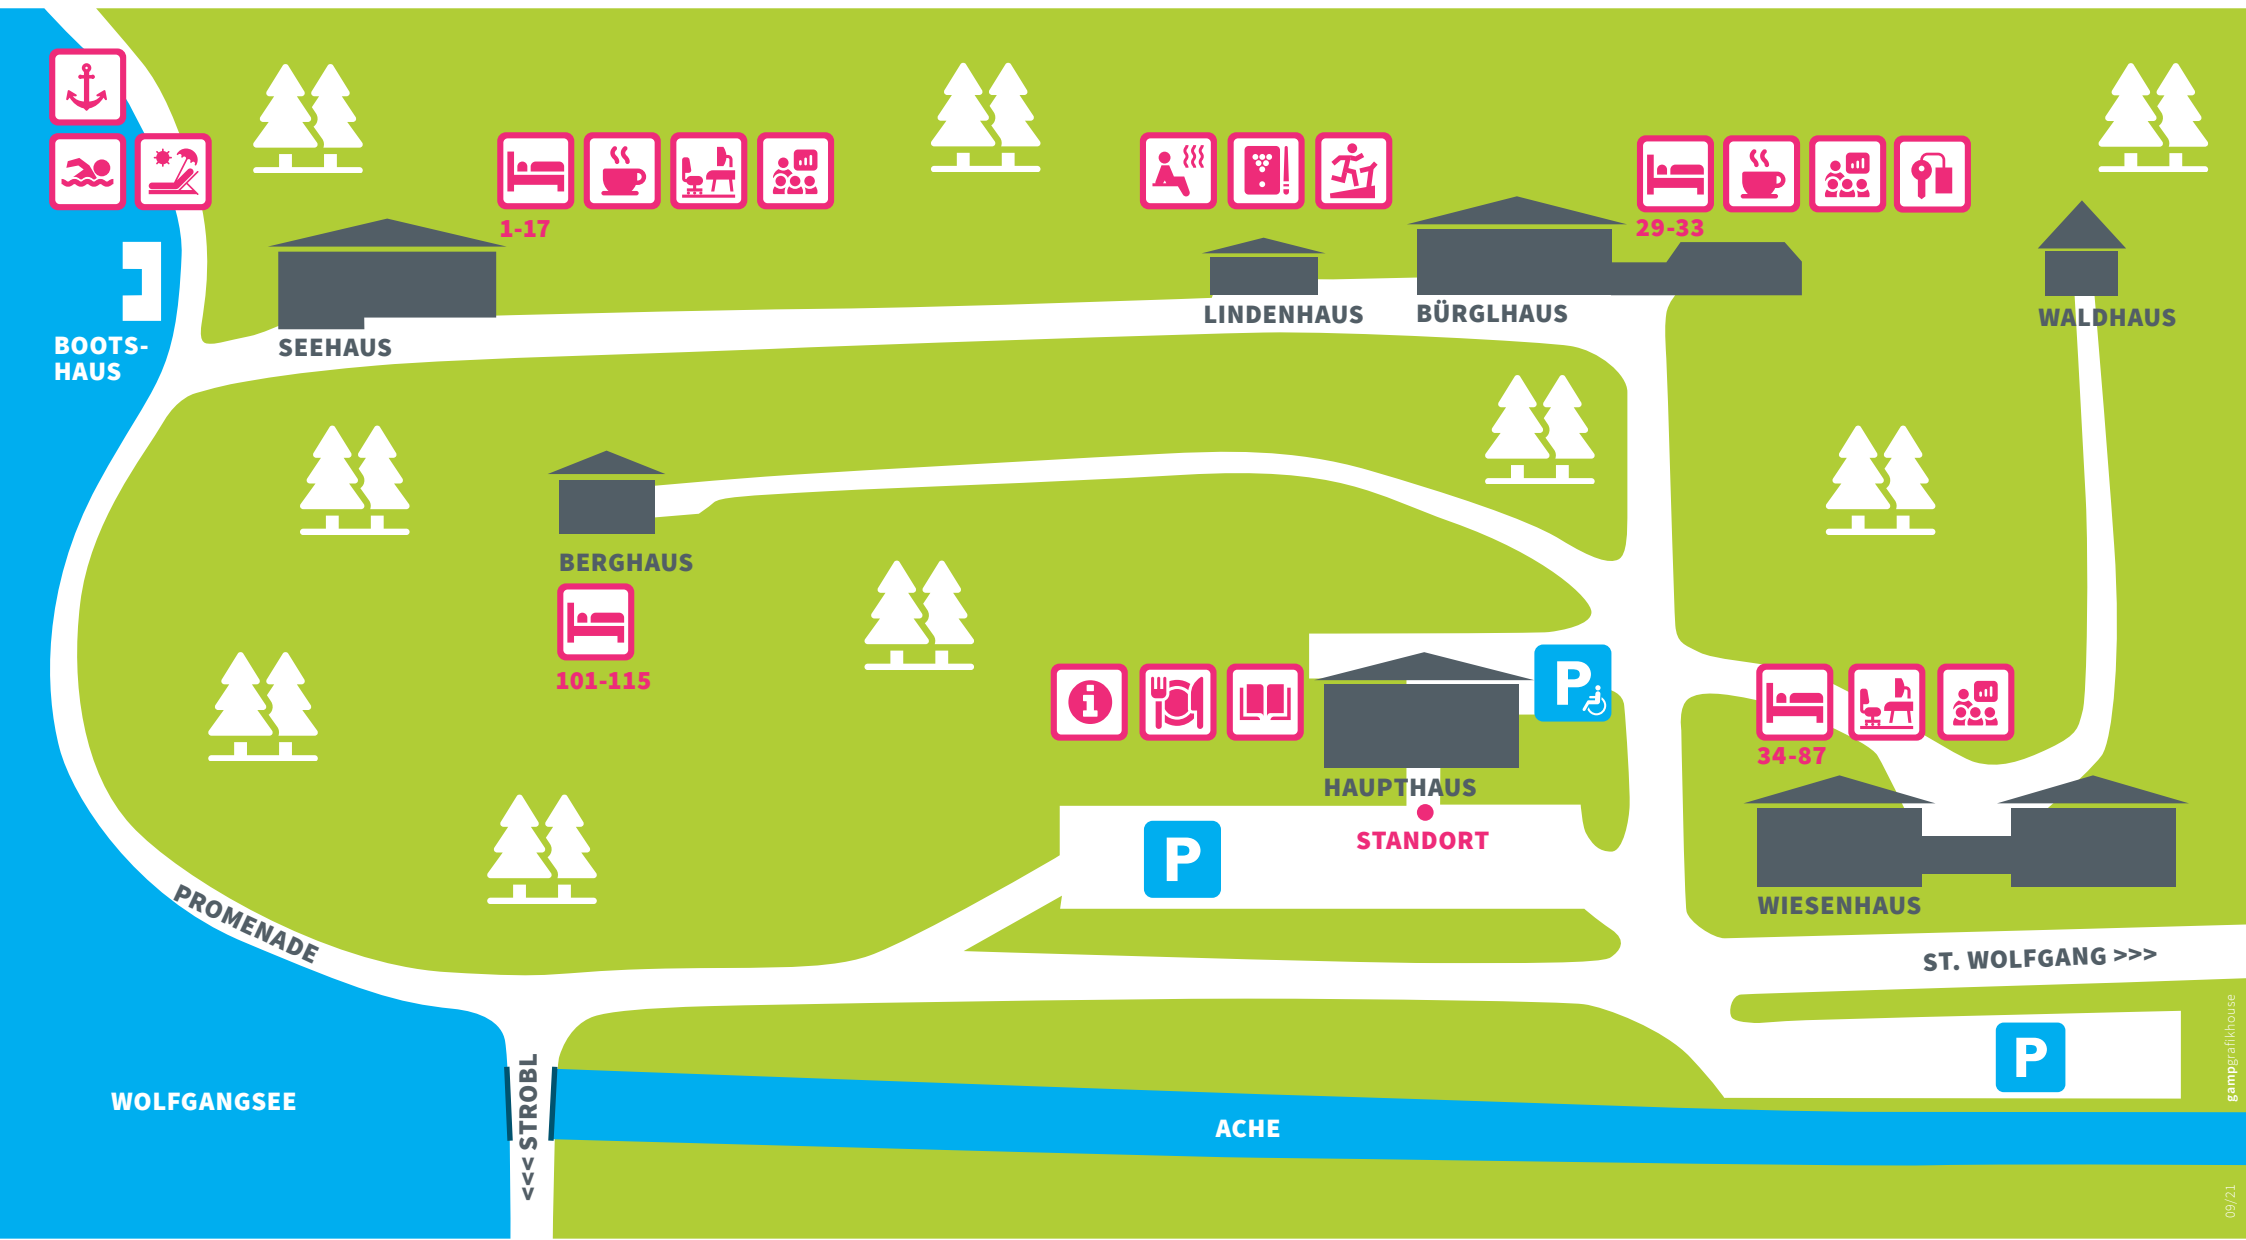 1-17
29-33
LINDENHAUS
BÜRGLHAUS
WALDHAUS
BOOTS-
HAUS
SEEHAUS
BERGHAUS
101-115
P
34-87
HAUPTHAUS
STANDORT
P
WIESENHAUS
PROMENADE
ST. WOLFGANG >>>
P
<<< STROBL
WOLFGANGSEE
ACHE
gampgrafikhouse
09/21